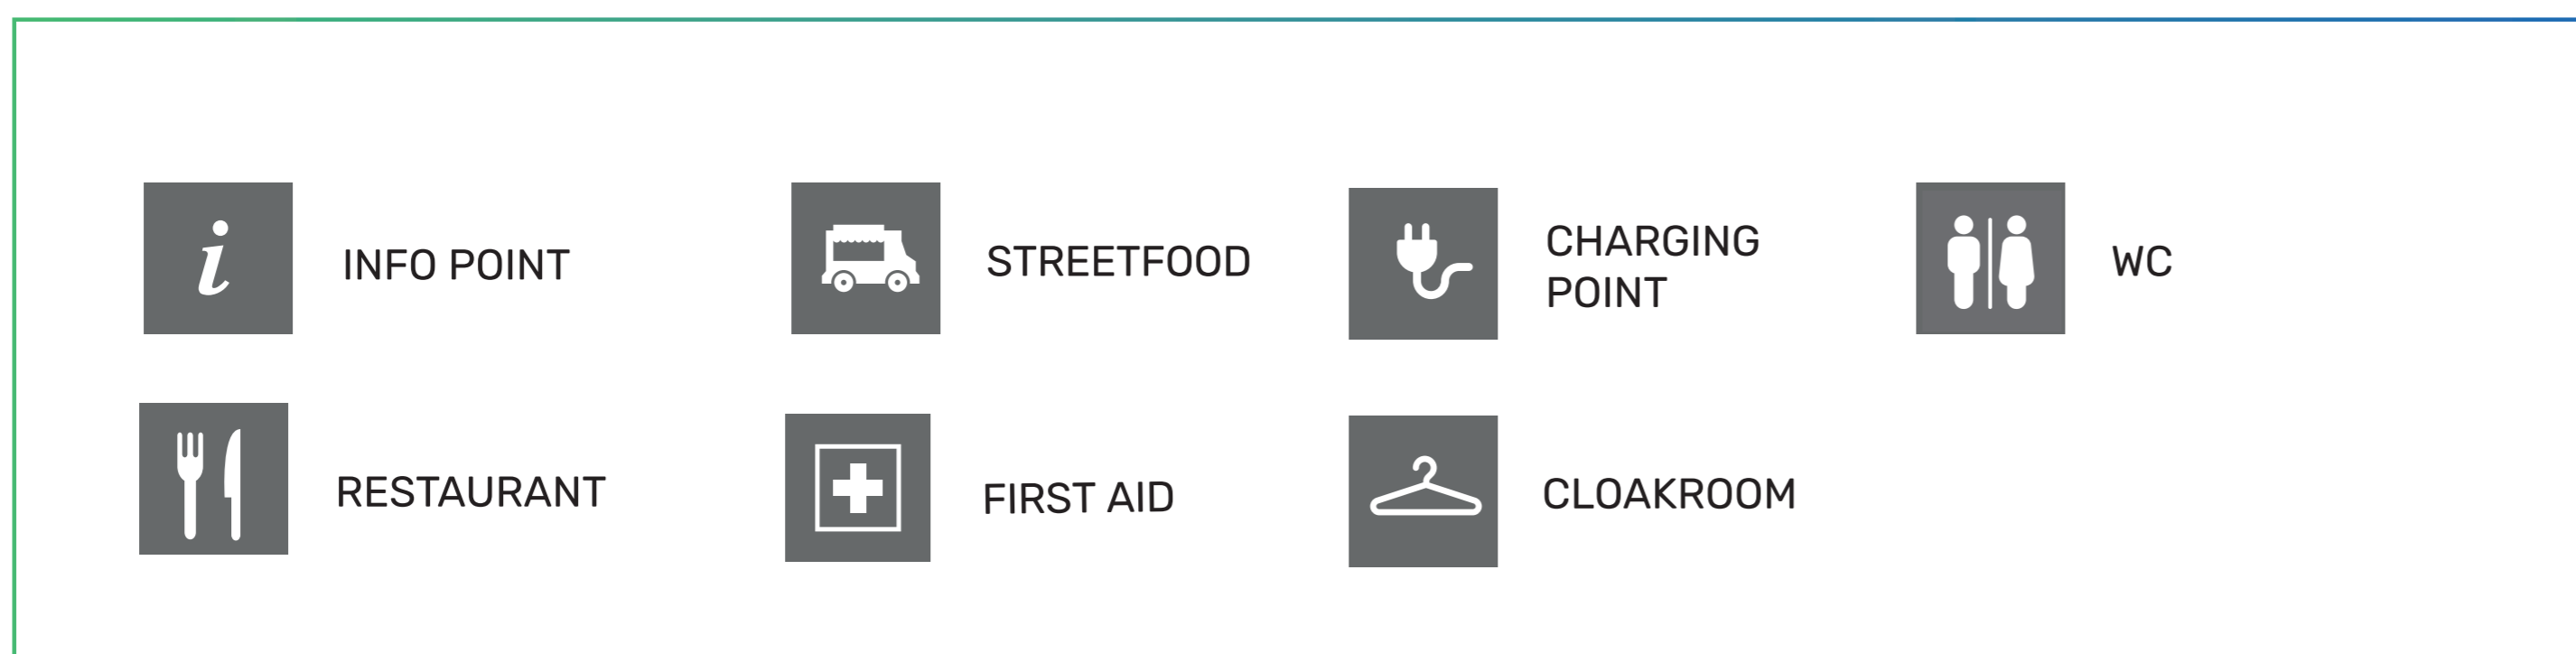 i
INFO POINT
STREETFOOD
CHARGING
POINT
WC
RESTAURANT
FIRST AID
CLOAKROOM